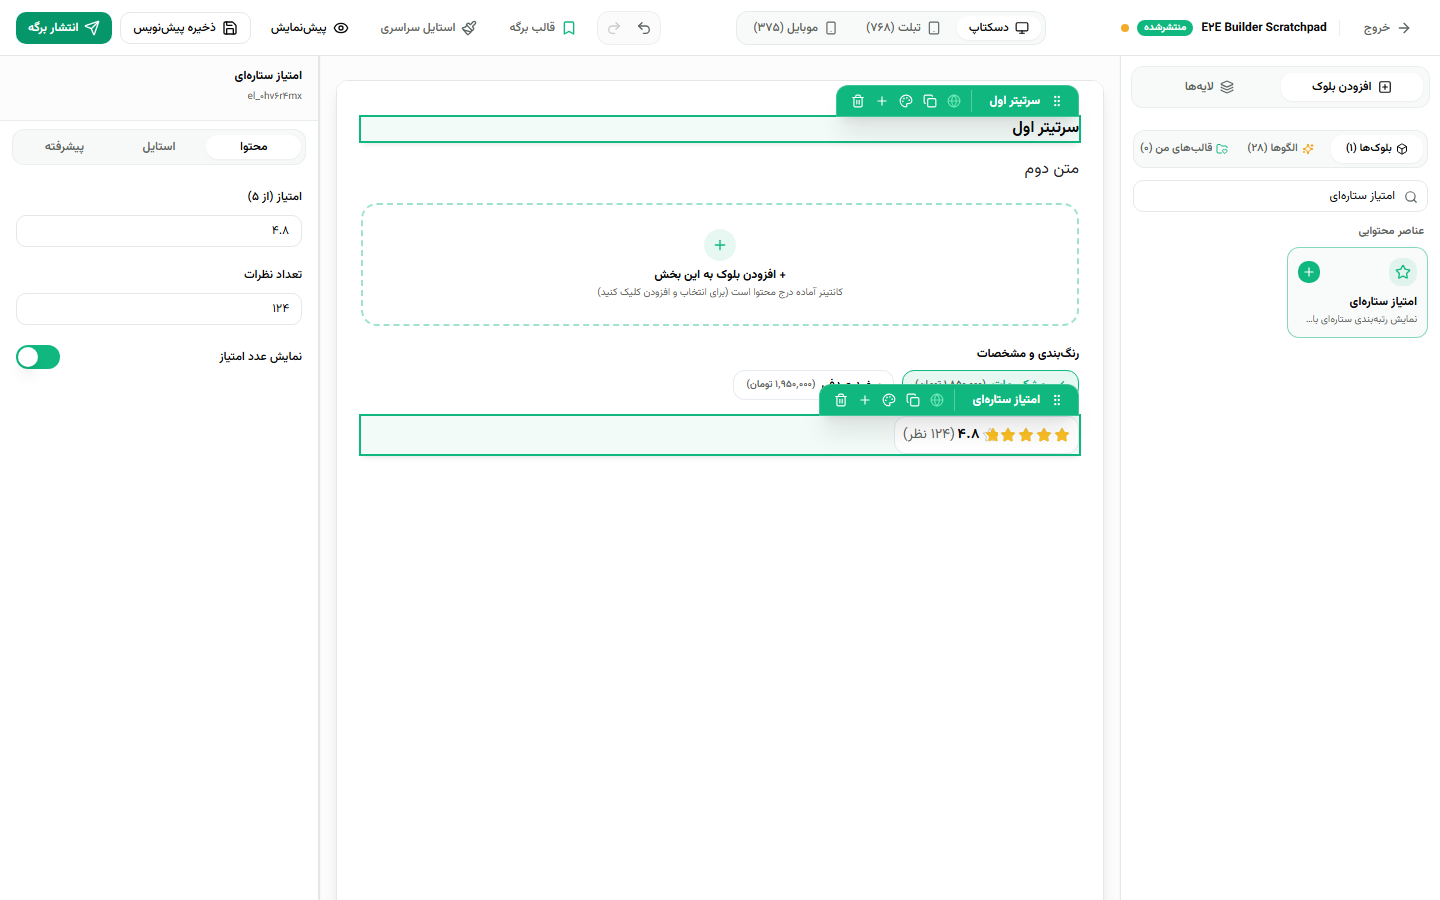 خروج
E2E Builder Scratchpad
منتشرشده
دسکتاپ
تبلت (۷۶۸)
موبایل (۳۷۵)
قالب برگه
استایل سراسری
پیش‌نمایش
ذخیره پیش‌نویس
انتشار برگه
افزودن بلوک
لایه‌ها
بلوک‌ها (۱)
الگوها (۲۸)
قالب‌های من (۰)
امتیاز ستاره‌ای
عناصر محتوایی
امتیاز ستاره‌ای
نمایش رتبه‌بندی ستاره‌ای با...
سرتیتر اول
سرتیتر اول
متن دوم
+ افزودن بلوک به این بخش
کانتینر آماده درج محتوا است (برای انتخاب و افزودن کلیک کنید)
رنگ‌بندی و مشخصات
(۱,۹۵۰,۰۰۰ تومان)
امتیاز ستاره‌ای
۴.۸ (۱۲۴ نظر)
امتیاز ستاره‌ای
el_0hv6r4mx
محتوا
استایل
پیشرفته
امتیاز (از ۵)
۴.۸
تعداد نظرات
۱۲۴
نمایش عدد امتیاز